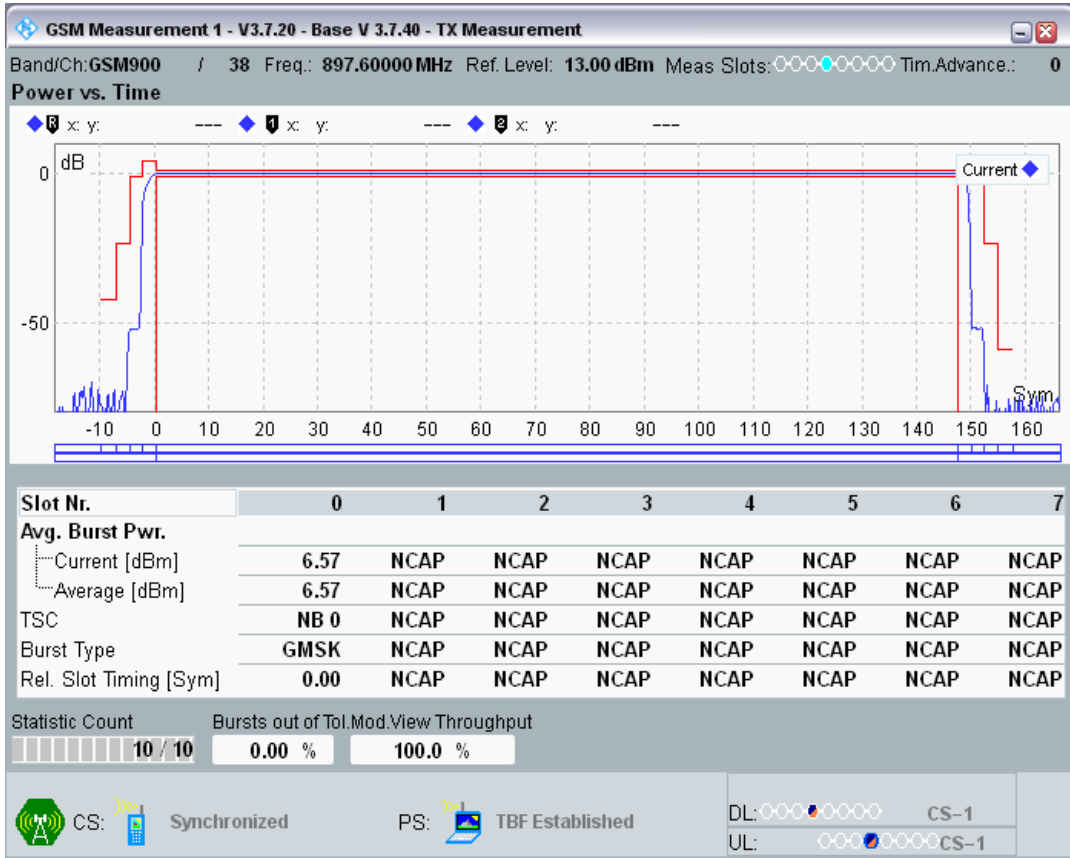 GSM Measurement 1 - V3.7.20 - Base V 3.7.40 - TX Measurement
Band/Ch:GSM900 / 38 Freq.: 897.60000 MHz Ref. Level: 13.00 dBm Meas Slots: Tim.Advance.: 0
Power vs. Time
R x: y: --- 1 x: y: --- 2 x: y: ---
dB
Current
0
-50
Sym
-10 0 10 20 30 40 50 60 70 80 90 100 110 120 130 140 150 160
Slot Nr. 0 1 2 3 4 5 6 7
Avg. Burst Pwr.
Current [dBm] 6.57 NCAP NCAP NCAP NCAP NCAP NCAP NCAP
Average [dBm] 6.57 NCAP NCAP NCAP NCAP NCAP NCAP NCAP
TSC NB 0 NCAP NCAP NCAP NCAP NCAP NCAP NCAP
Burst Type GMSK NCAP NCAP NCAP NCAP NCAP NCAP NCAP
Rel. Slot Timing [Sym] 0.00 NCAP NCAP NCAP NCAP NCAP NCAP NCAP
Statistic Count Bursts out of Tol.Mod.View Throughput
10 / 10 0.00 % 100.0 %
CS: Synchronized PS: TBF Established DL: CS-1
UL: CS-1